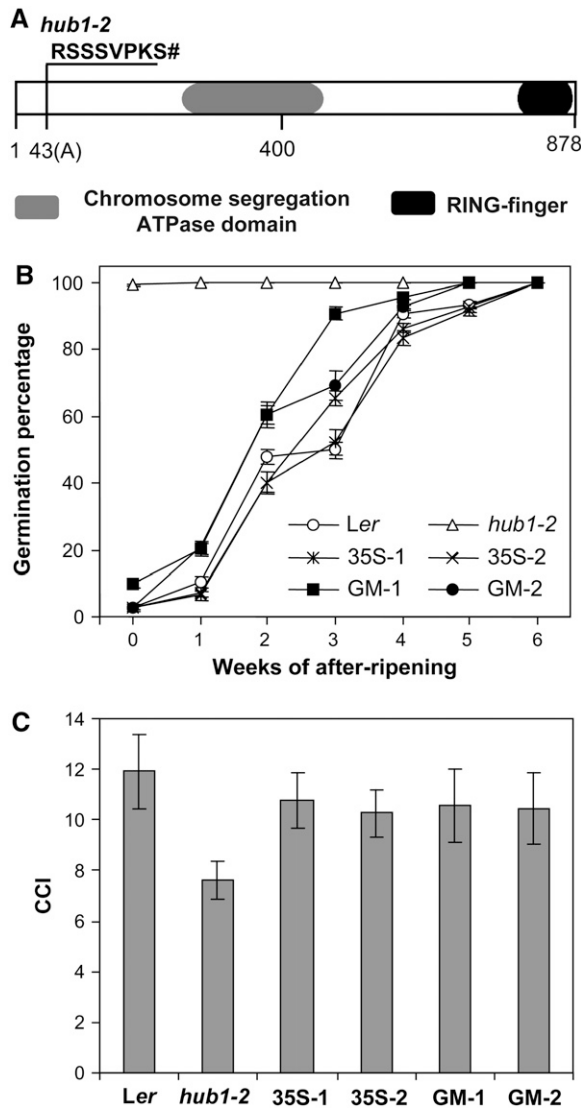 A
hub1-2
RSSSVPKS#
1 43(A) 400 878
Chromosome segregation
ATPase domain
RING-finger
B
Germination percentage
100
80
60
40
20
0
0 1 2 3 4 5 6
Weeks of after-ripening
Ler hub1-2
35S-1 35S-2
GM-1 GM-2
C
CCI
14
12
10
8
6
4
2
0
Ler hub1-2 35S-1 35S-2 GM-1 GM-2